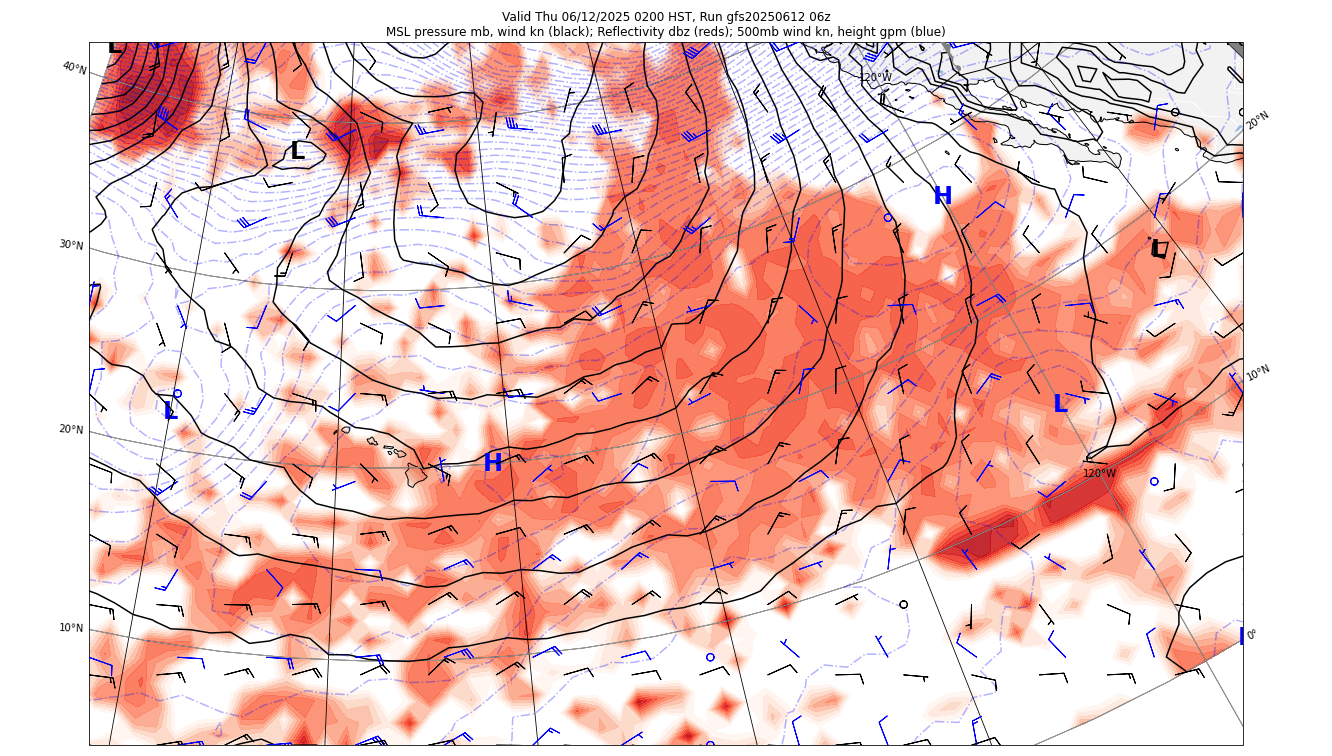 Valid Thu 06/12/2025 0200 HST, Run gfs20250612 06z
MSL pressure mb, wind kn (black); Reflectivity dbz (reds); 500mb wind kn, height gpm (blue)
L
40°N
120°W
20°N
L
H
30°N
L
10°N
L
L
20°N
H
120°W
10°N
0°